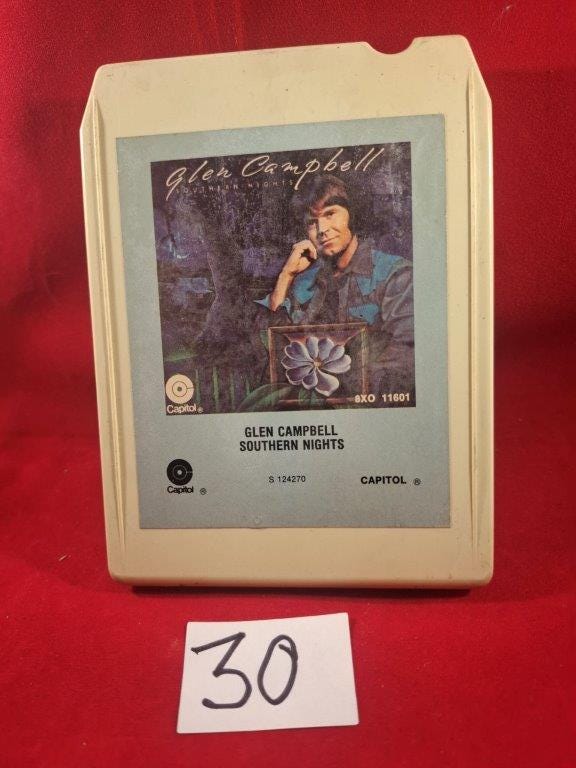 Glen Campbell
SOUTHERN NIGHTS
Capitol ®
8XO 11601
GLEN CAMPBELL
SOUTHERN NIGHTS
Capitol ®
S 124270
CAPITOL ®
30